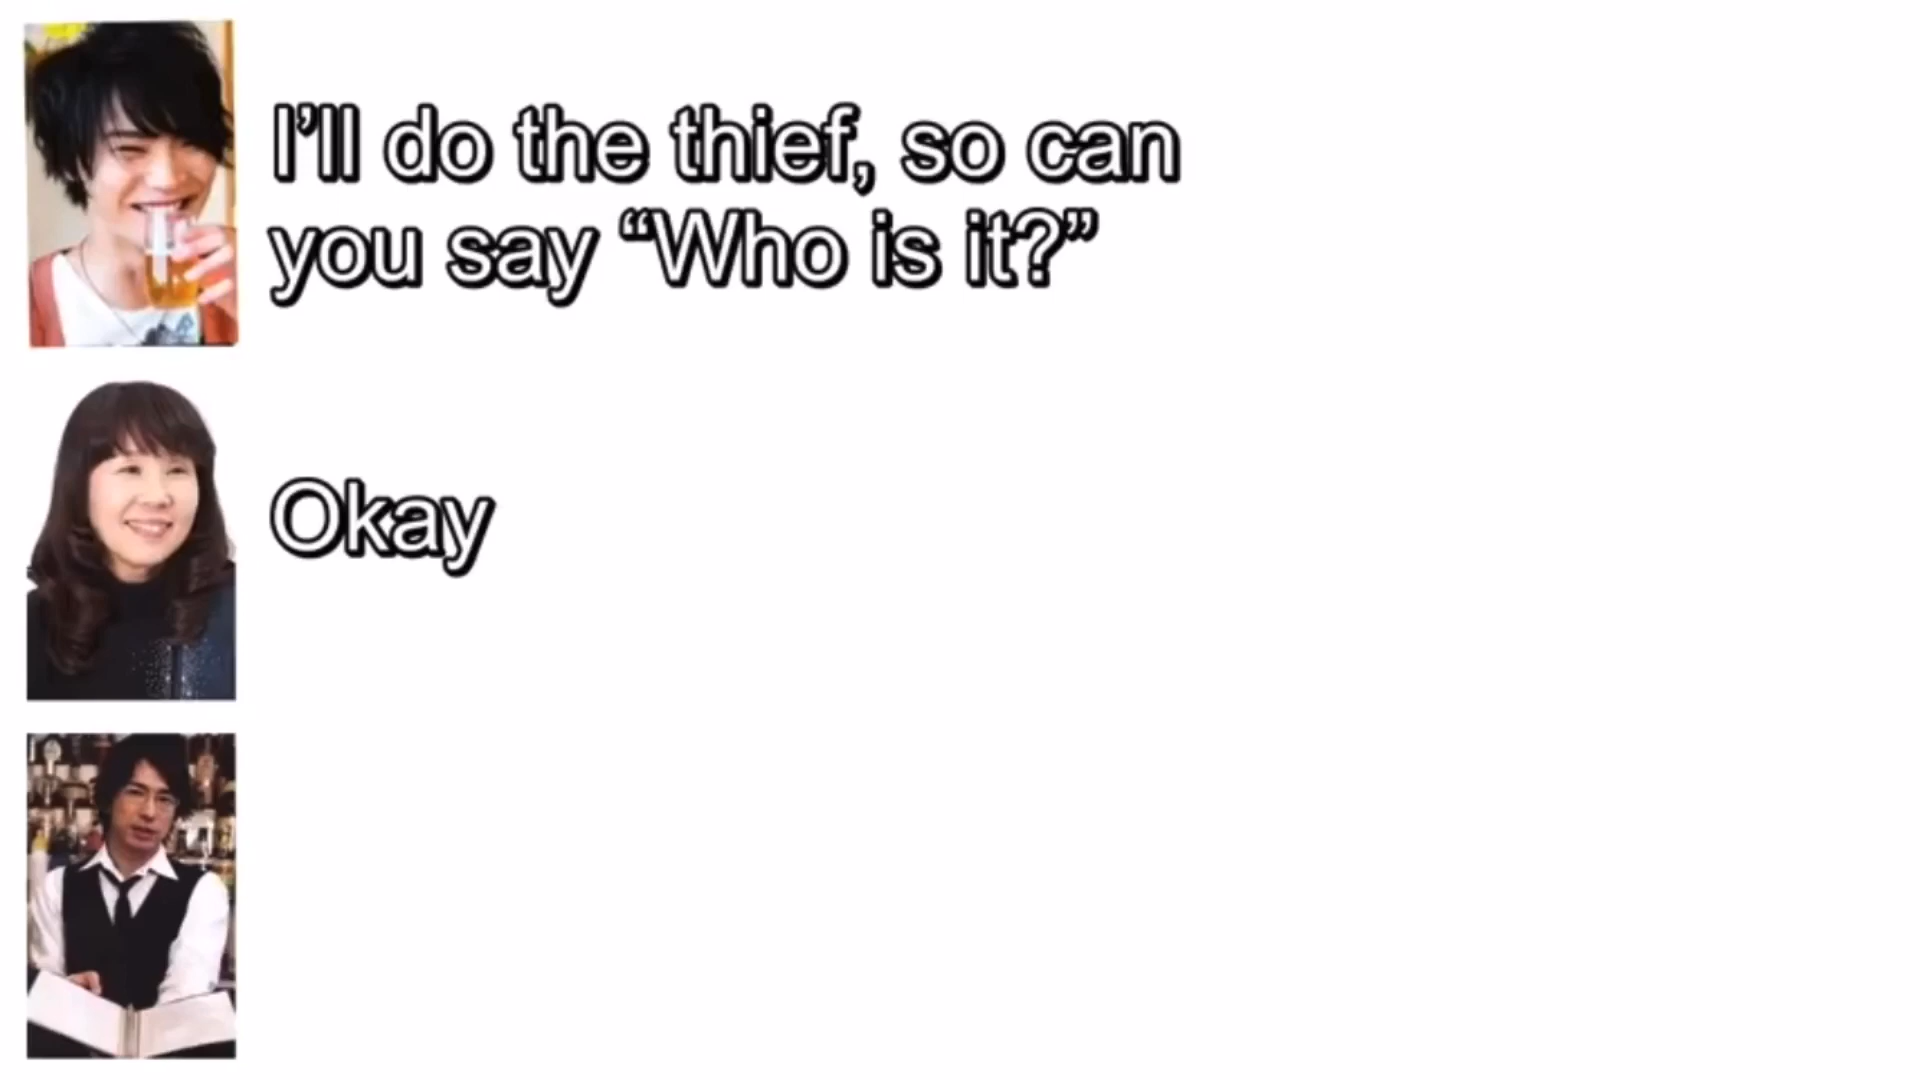 I’ll do the thief, so can
you say “Who is it?”
Okay